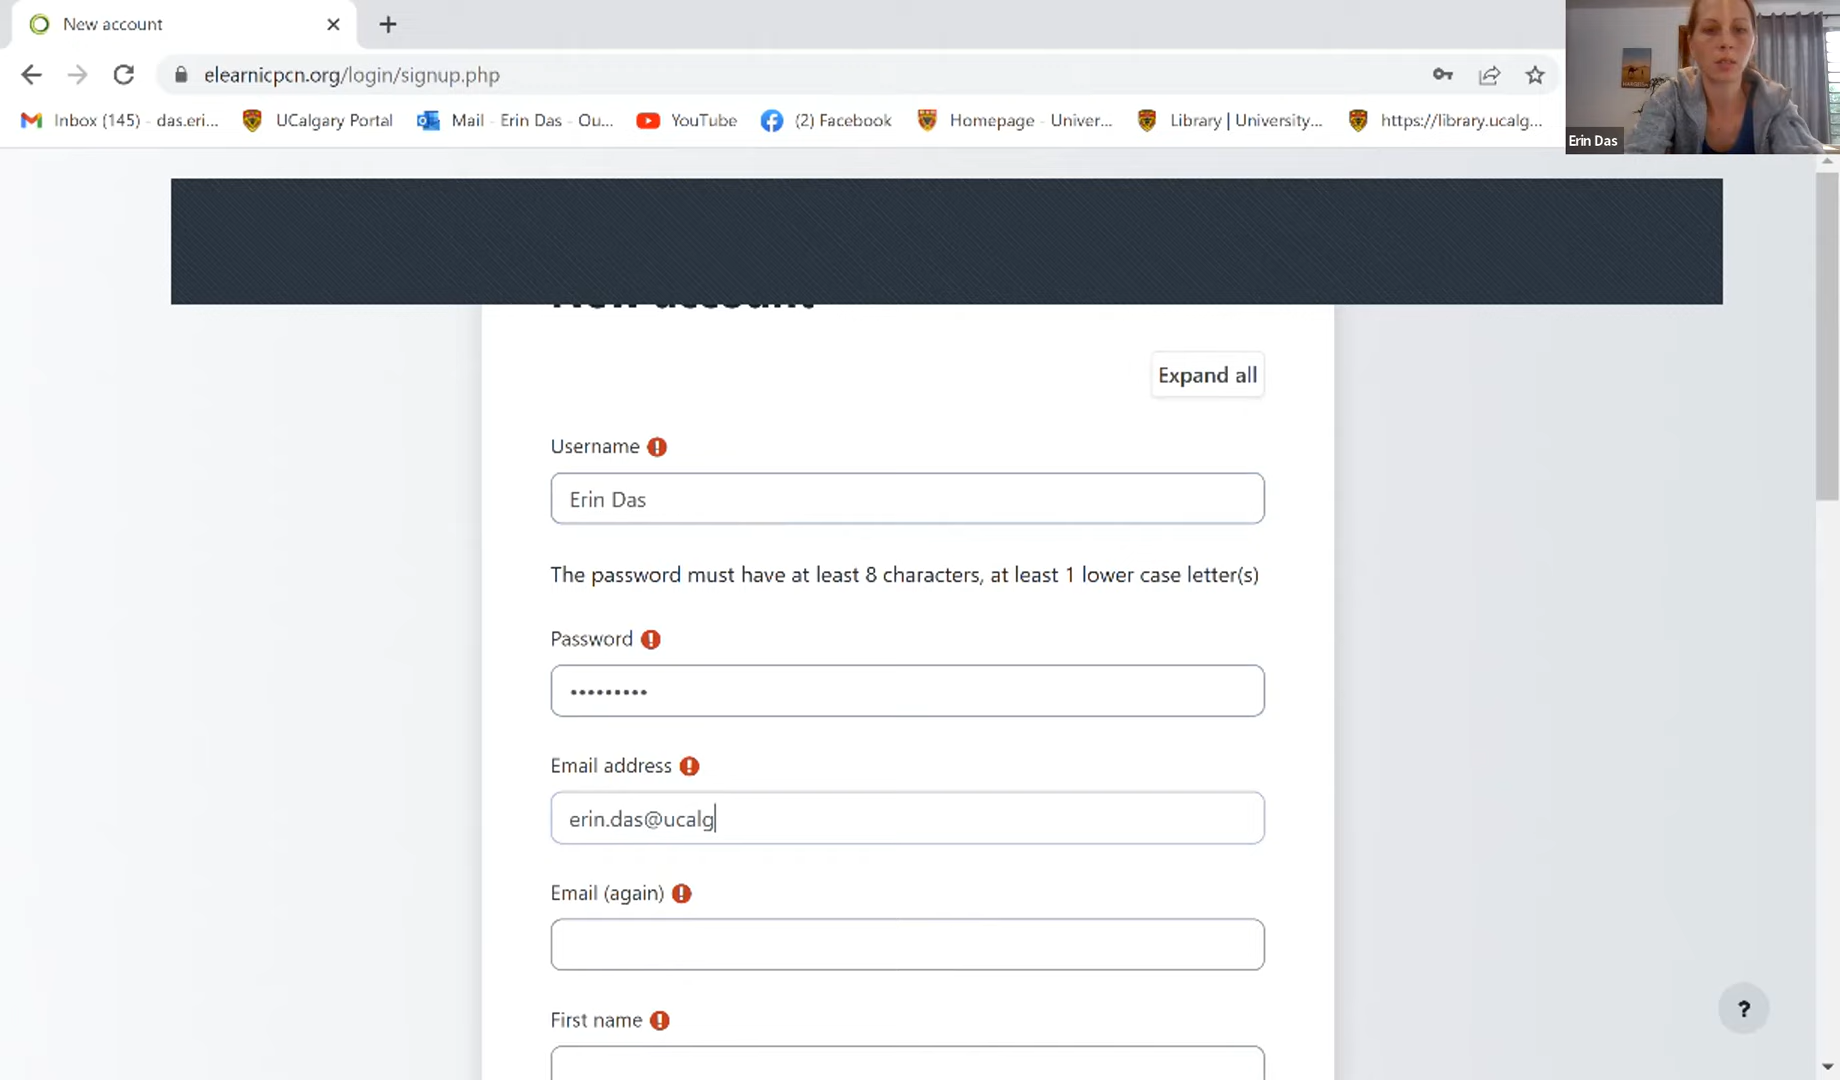 New account
elearnicpcn.org/login/signup.php
Inbox (145) - das.eri... UCalgary Portal Mail - Erin Das - Ou... YouTube (2) Facebook Homepage - Univer... Library | University... https://library.ucalg...
Erin Das
New account
Expand all
Username
Erin Das
The password must have at least 8 characters, at least 1 lower case letter(s)
Password
•••••••••
Email address
erin.das@ucalg
Email (again)
First name
?